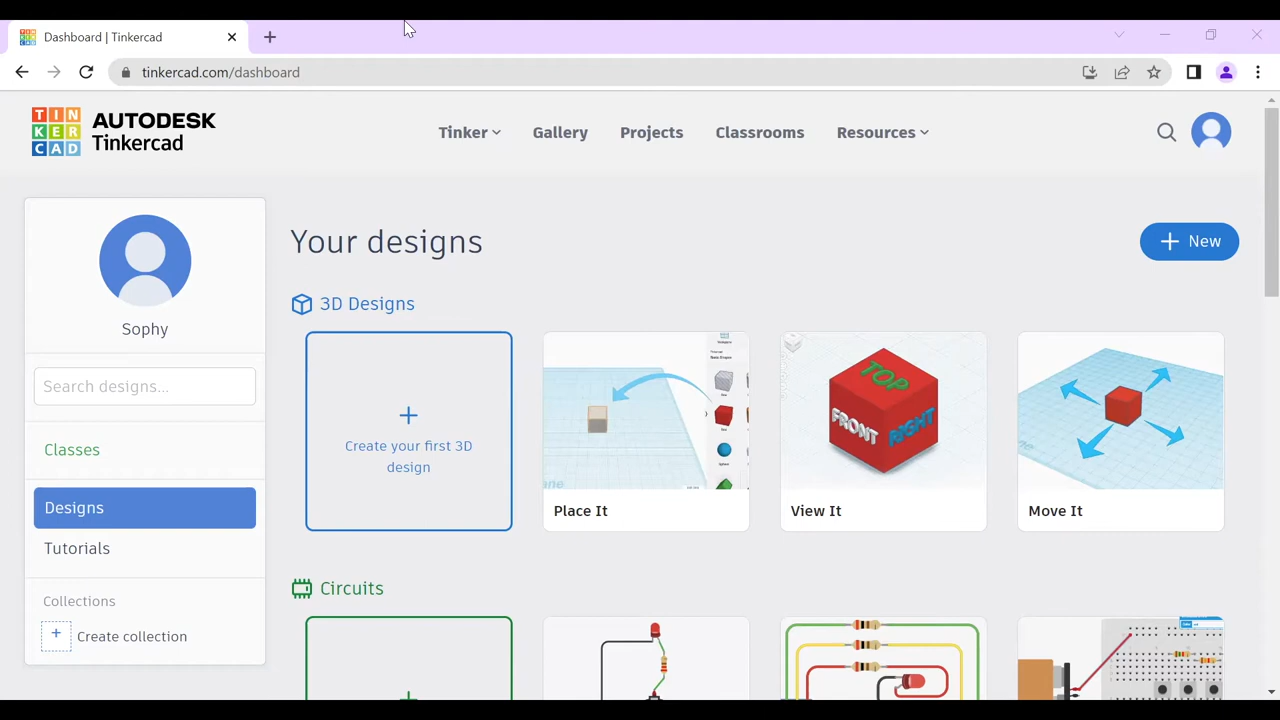 Dashboard | Tinkercad
tinkercad.com/dashboard
TIN
KER
CAD
AUTODESK
Tinkercad
Tinker
Gallery
Projects
Classrooms
Resources
Sophy
Search designs...
Classes
Designs
Tutorials
Collections
+ Create collection
Your designs
+ New
3D Designs
+
Create your first 3D
design
Place It
TOP
FRONT
RIGHT
View It
Move It
Circuits